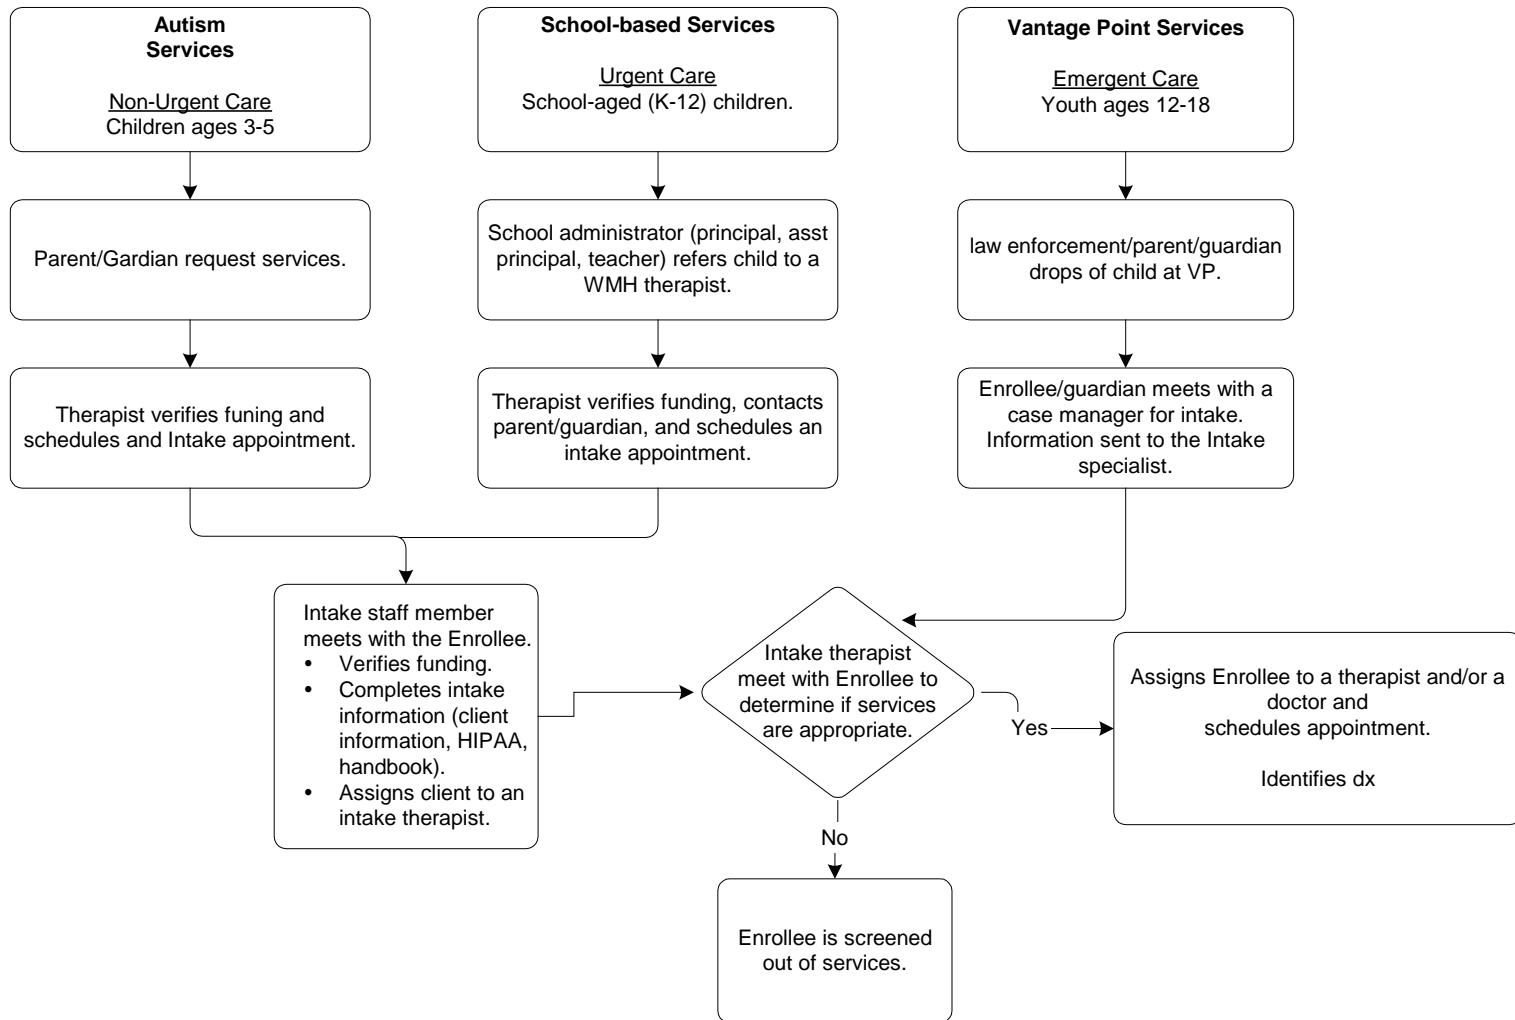 Autism
Services
Non-Urgent Care
Children ages 3-5
School-based Services
Urgent Care
School-aged (K-12) children.
Vantage Point Services
Emergent Care
Youth ages 12-18
Parent/Gardian request services.
School administrator (principal, asst
principal, teacher) refers child to a
WMH therapist.
law enforcement/parent/guardian
drops of child at VP.
Therapist verifies funing and
schedules and Intake appointment.
Therapist verifies funding, contacts
parent/guardian, and schedules an
intake appointment.
Enrollee/guardian meets with a
case manager for intake.
Information sent to the Intake
specialist.
Intake staff member
meets with the Enrollee.
• Verifies funding.
• Completes intake
information (client
information, HIPAA,
handbook).
• Assigns client to an
intake therapist.
Intake therapist
meet with Enrollee to
determine if services
are appropriate.
Yes
Assigns Enrollee to a therapist and/or a
doctor and
schedules appointment.
Identifies dx
No
Enrollee is screened
out of services.